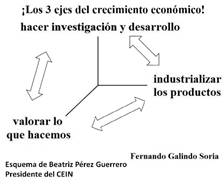 ¡Los 3 ejes del crecimiento económico!
hacer investigación y desarrollo
industrializar
los productos
valorar lo
que hacemos
Fernando Galindo Soria
Esquema de Beatriz Pérez Guerrero
Presidente del CEIN